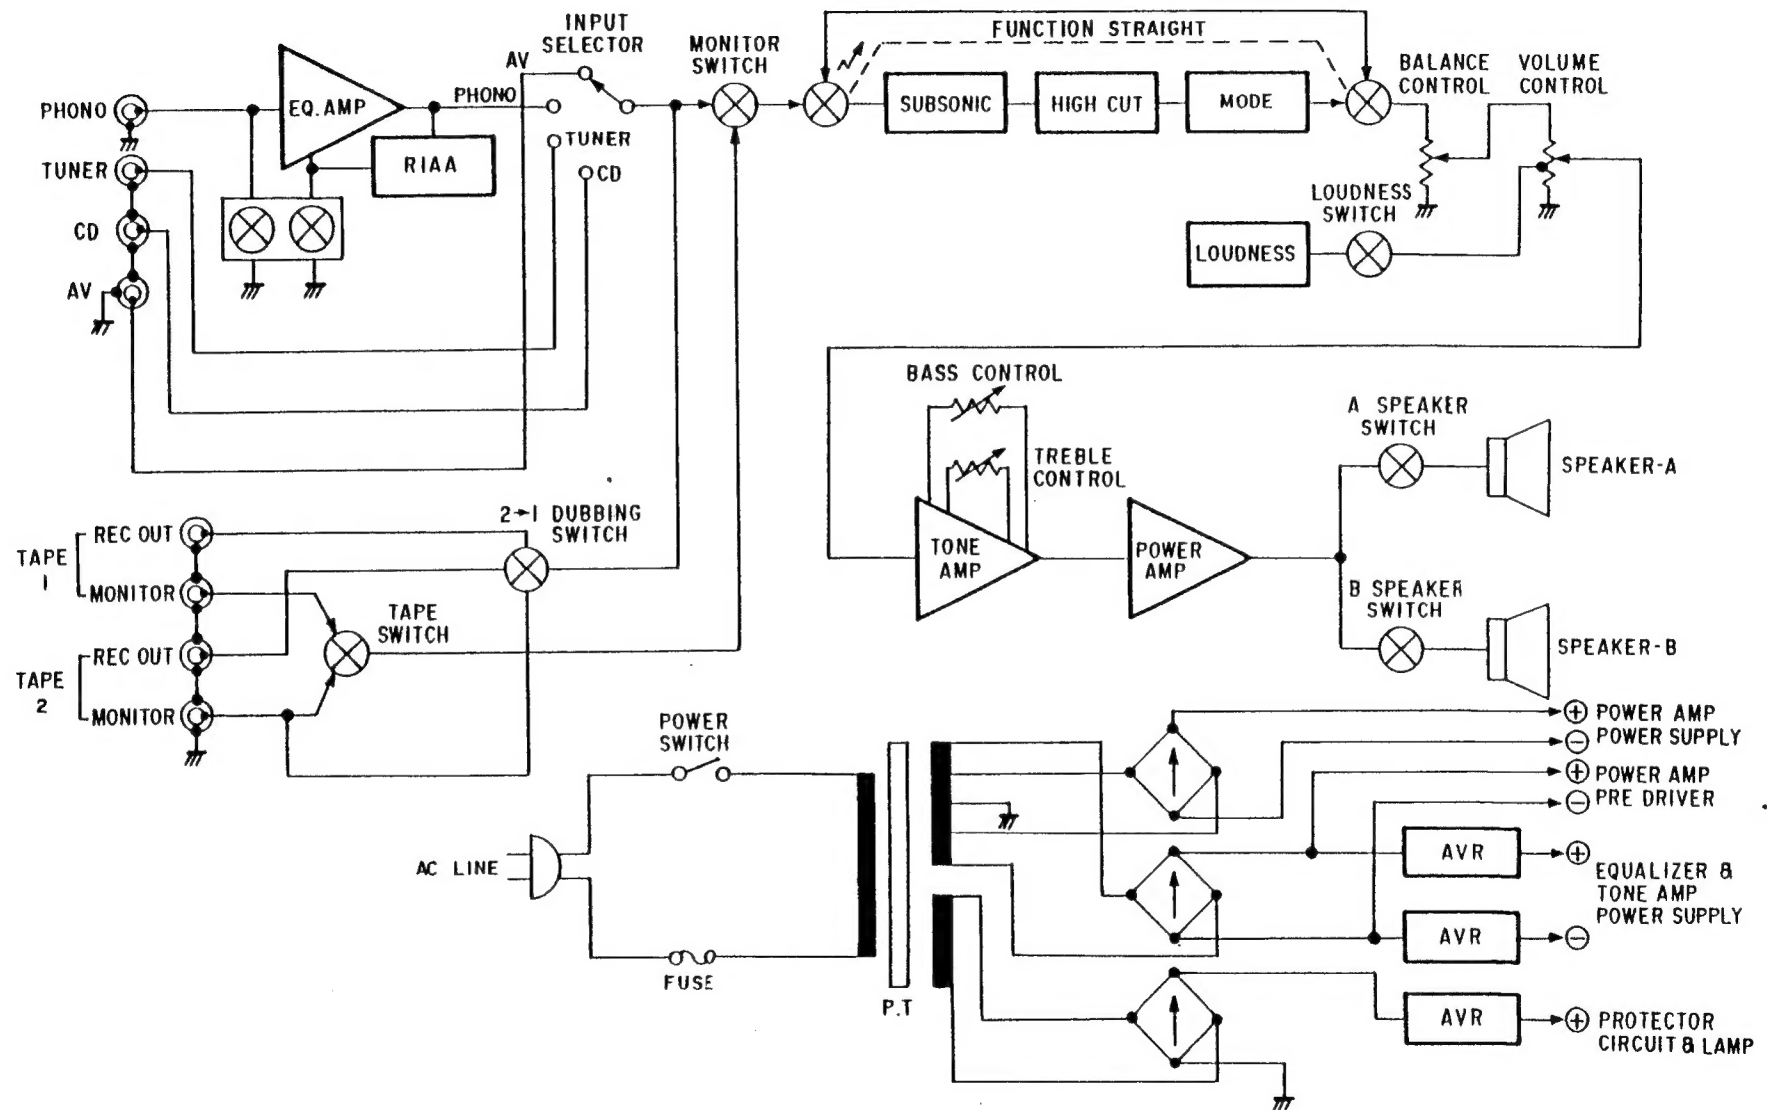 INPUT
SELECTOR
AV
MONITOR
SWITCH
FUNCTION STRAIGHT
BALANCE
CONTROL
VOLUME
CONTROL
PHONO
EQ. AMP
PHONO
SUBSONIC
HIGH CUT
MODE
TUNER
RIAA
TUNER
CD
CD
LOUDNESS
SWITCH
LOUDNESS
AV
BASS CONTROL
TREBLE
CONTROL
A SPEAKER
SWITCH
SPEAKER-A
2→1 DUBBING
SWITCH
TAPE
1
REC OUT
MONITOR
TAPE
SWITCH
TONE
AMP
POWER
AMP
B SPEAKER
SWITCH
SPEAKER-B
TAPE
2
REC OUT
MONITOR
POWER
SWITCH
+ POWER AMP
− POWER SUPPLY
+ POWER AMP
− PRE DRIVER
AC LINE
AVR
+
EQUALIZER &
TONE AMP
POWER SUPPLY
AVR
−
FUSE
P.T
AVR
+ PROTECTOR
CIRCUIT & LAMP